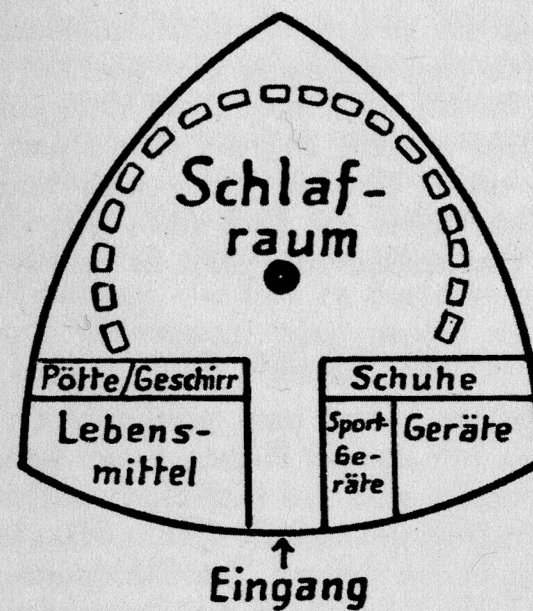 Schlaf-
raum
Pötte/Geschirr
Schuhe
Lebens-
mittel
Sport
Ge-
räte
Geräte
Eingang